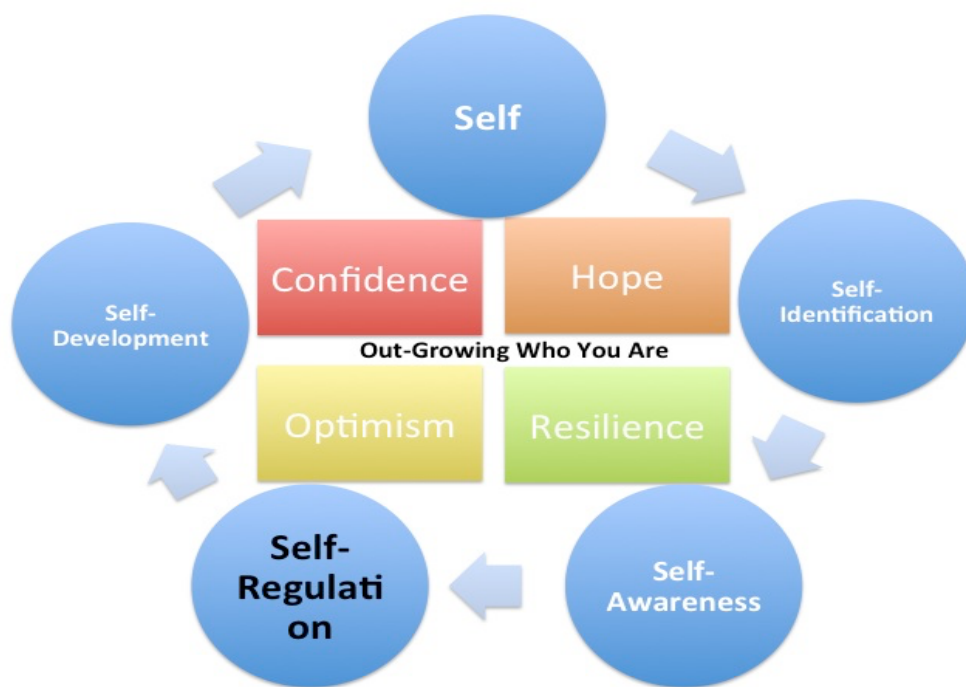 Self
Confidence
Hope
Self-
Identification
Self-
Development
Out-Growing Who You Are
Optimism
Resilience
Self-
Regulati
on
Self-
Awareness